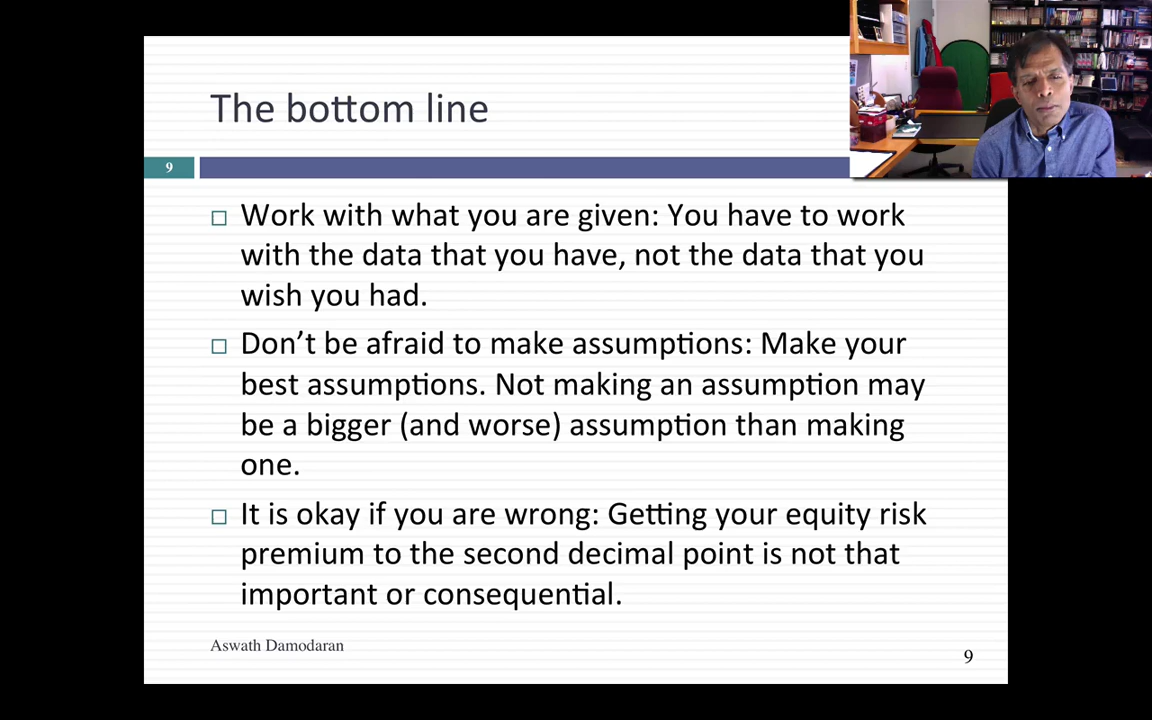 The bottom line
9
□ Work with what you are given: You have to work
with the data that you have, not the data that you
wish you had.
□ Don’t be afraid to make assumptions: Make your
best assumptions. Not making an assumption may
be a bigger (and worse) assumption than making
one.
□ It is okay if you are wrong: Getting your equity risk
premium to the second decimal point is not that
important or consequential.
Aswath Damodaran
9